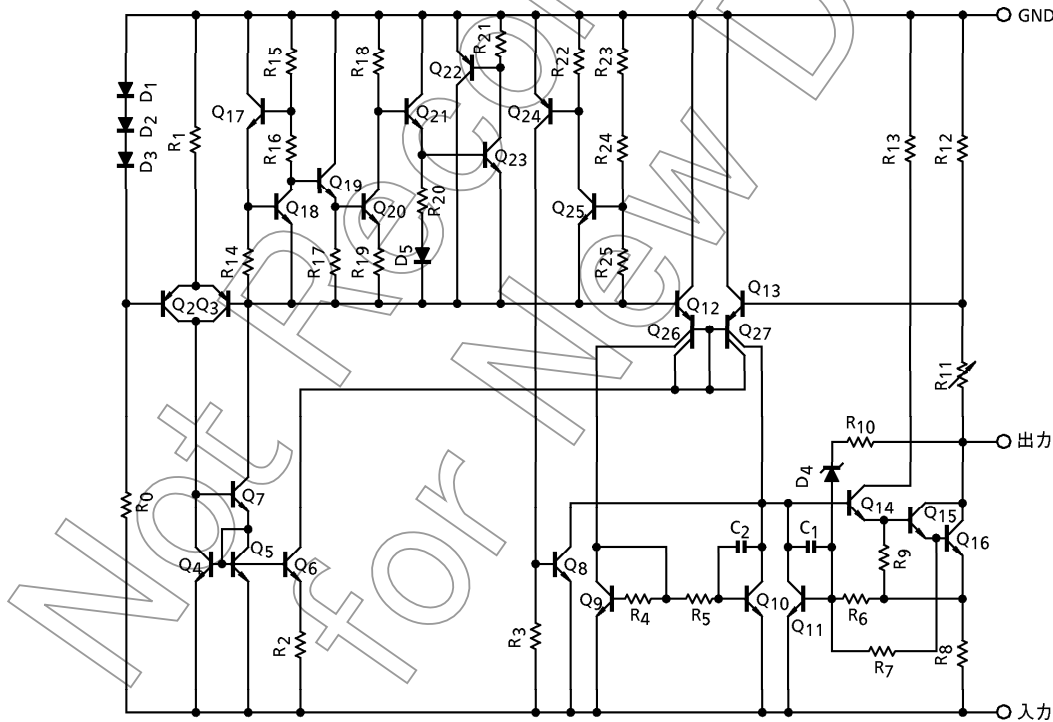 GND
D1
D2
D3
R1
R15
R18
R21
R22
R23
Q22
Q17
Q21
Q24
R13
R12
R16
Q23
R24
Q19
Q18
Q20
R20
Q25
R14
R17
R19
D5
R25
Q2
Q3
Q12
Q13
Q26
Q27
R11
R10
出力
D4
R0
Q7
Q14
Q15
C2
C1
Q16
Q4
Q5
Q6
Q8
R9
Q9
R4
R5
Q10
Q11
R6
R2
R3
R7
R8
入力
Not Recom
for New D